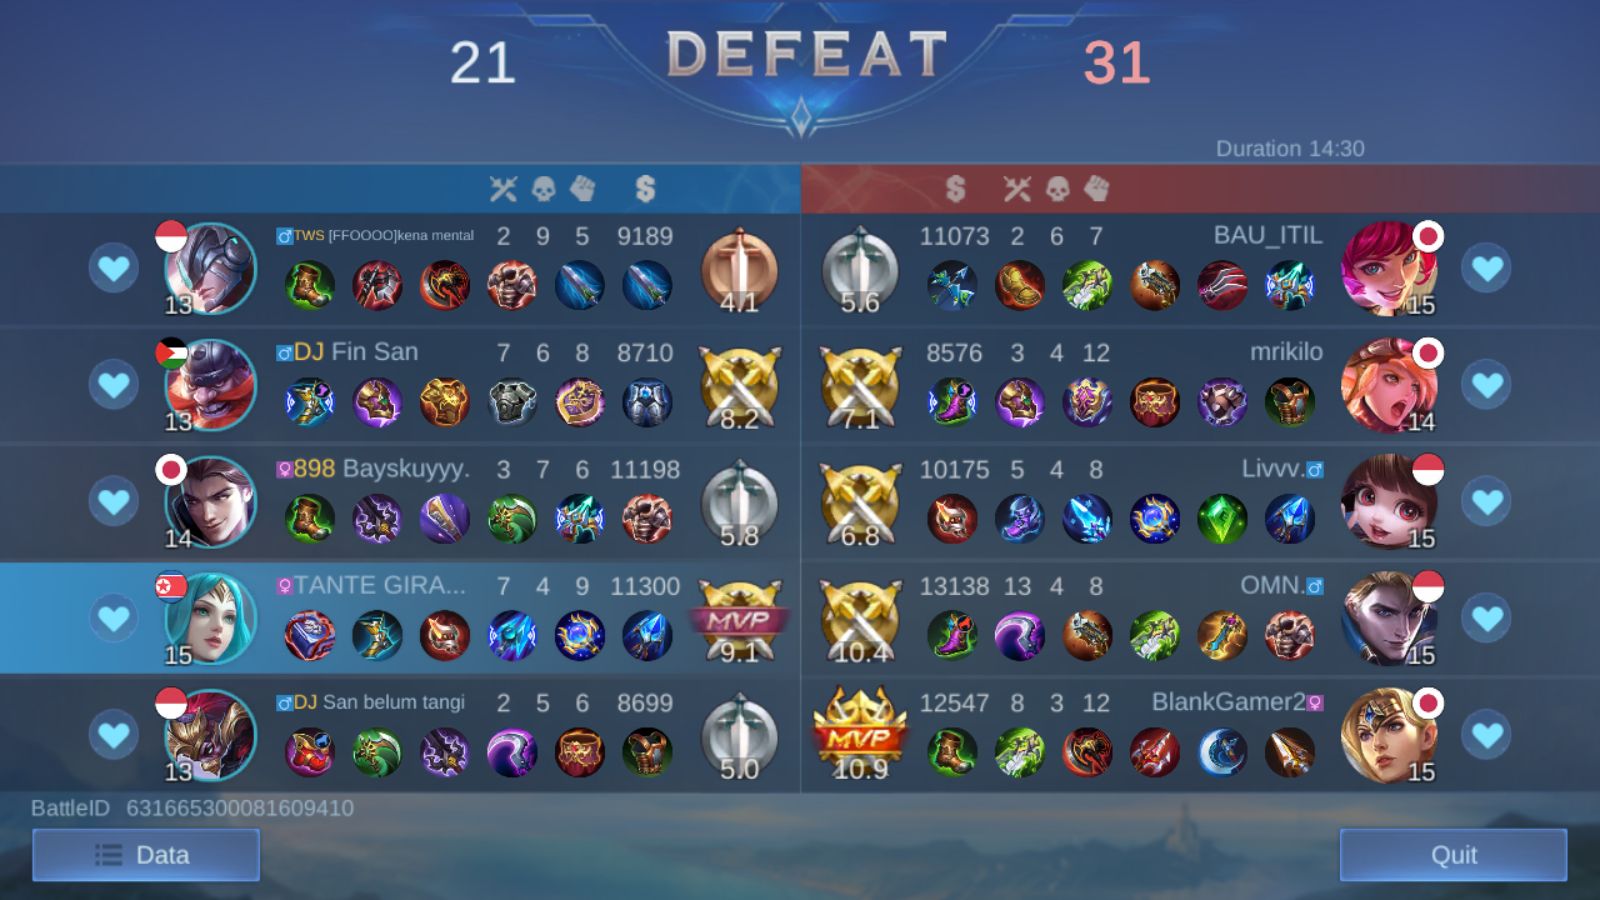 21 DEFEAT 31
Duration 14:30
TWS [FFOOOO]kena mental 2 9 5 9189
13 4.1
5.6 11073 2 6 7 BAU_ITIL
15
DJ Fin San 7 6 8 8710
13 8.2
7.1 8576 3 4 12 mrikilo
14
898 Bayskuyyy. 3 7 6 11198
14 5.8
6.8 10175 5 4 8 Livvv.
15
TANTE GIRA... 7 4 9 11300
15 MVP 9.1
10.4 13138 13 4 8 OMN.
15
DJ San belum tangi 2 5 6 8699
13 5.0
MVP 10.9 12547 8 3 12 BlankGamer2
15
BattleID 631665300081609410
Data
Quit